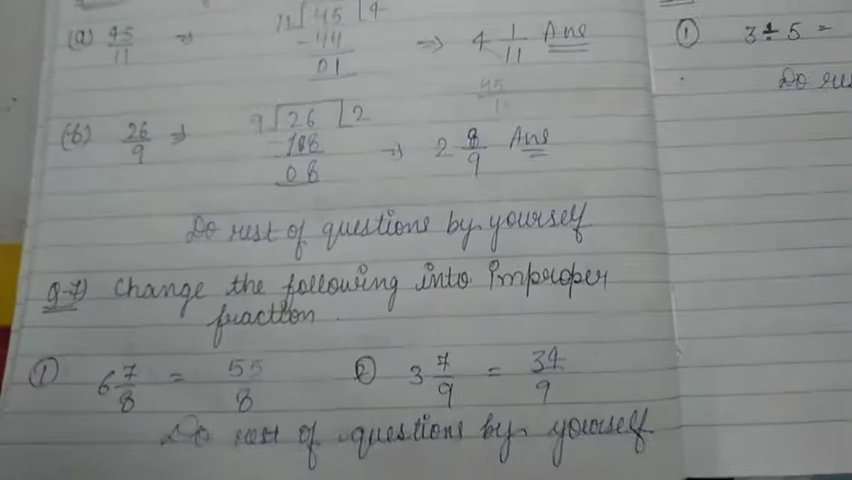 (a) 45/11 ⇒ 11)45(4 ⇒ 4 1/11 Ans
-44
01
(b) 26/9 ⇒ 9)26(2 ⇒ 2 8/9 Ans
18
08
Do rest of questions by yourself
Q-7) Change the following into Improper
fraction.
① 6 7/8 = 55/8 ② 3 7/9 = 34/9
Do rest of questions by yourself
① 3 ÷ 5 =
Do